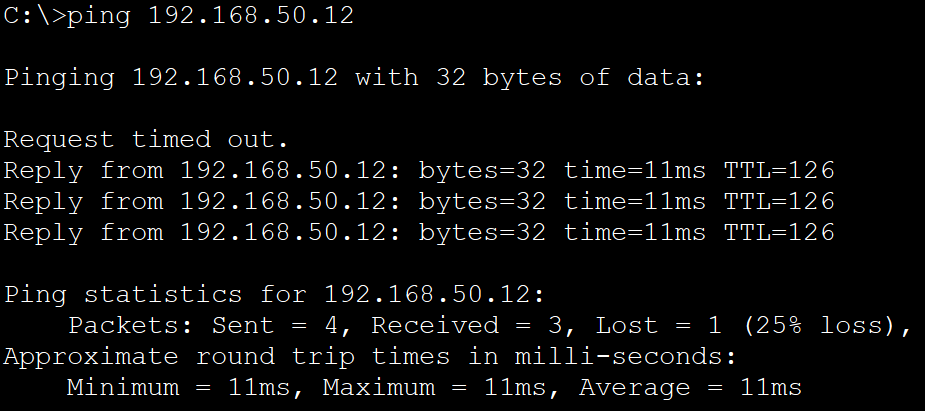 C:\>ping 192.168.50.12
Pinging 192.168.50.12 with 32 bytes of data:
Request timed out.
Reply from 192.168.50.12: bytes=32 time=11ms TTL=126
Reply from 192.168.50.12: bytes=32 time=11ms TTL=126
Reply from 192.168.50.12: bytes=32 time=11ms TTL=126
Ping statistics for 192.168.50.12:
Packets: Sent = 4, Received = 3, Lost = 1 (25% loss),
Approximate round trip times in milli-seconds:
Minimum = 11ms, Maximum = 11ms, Average = 11ms